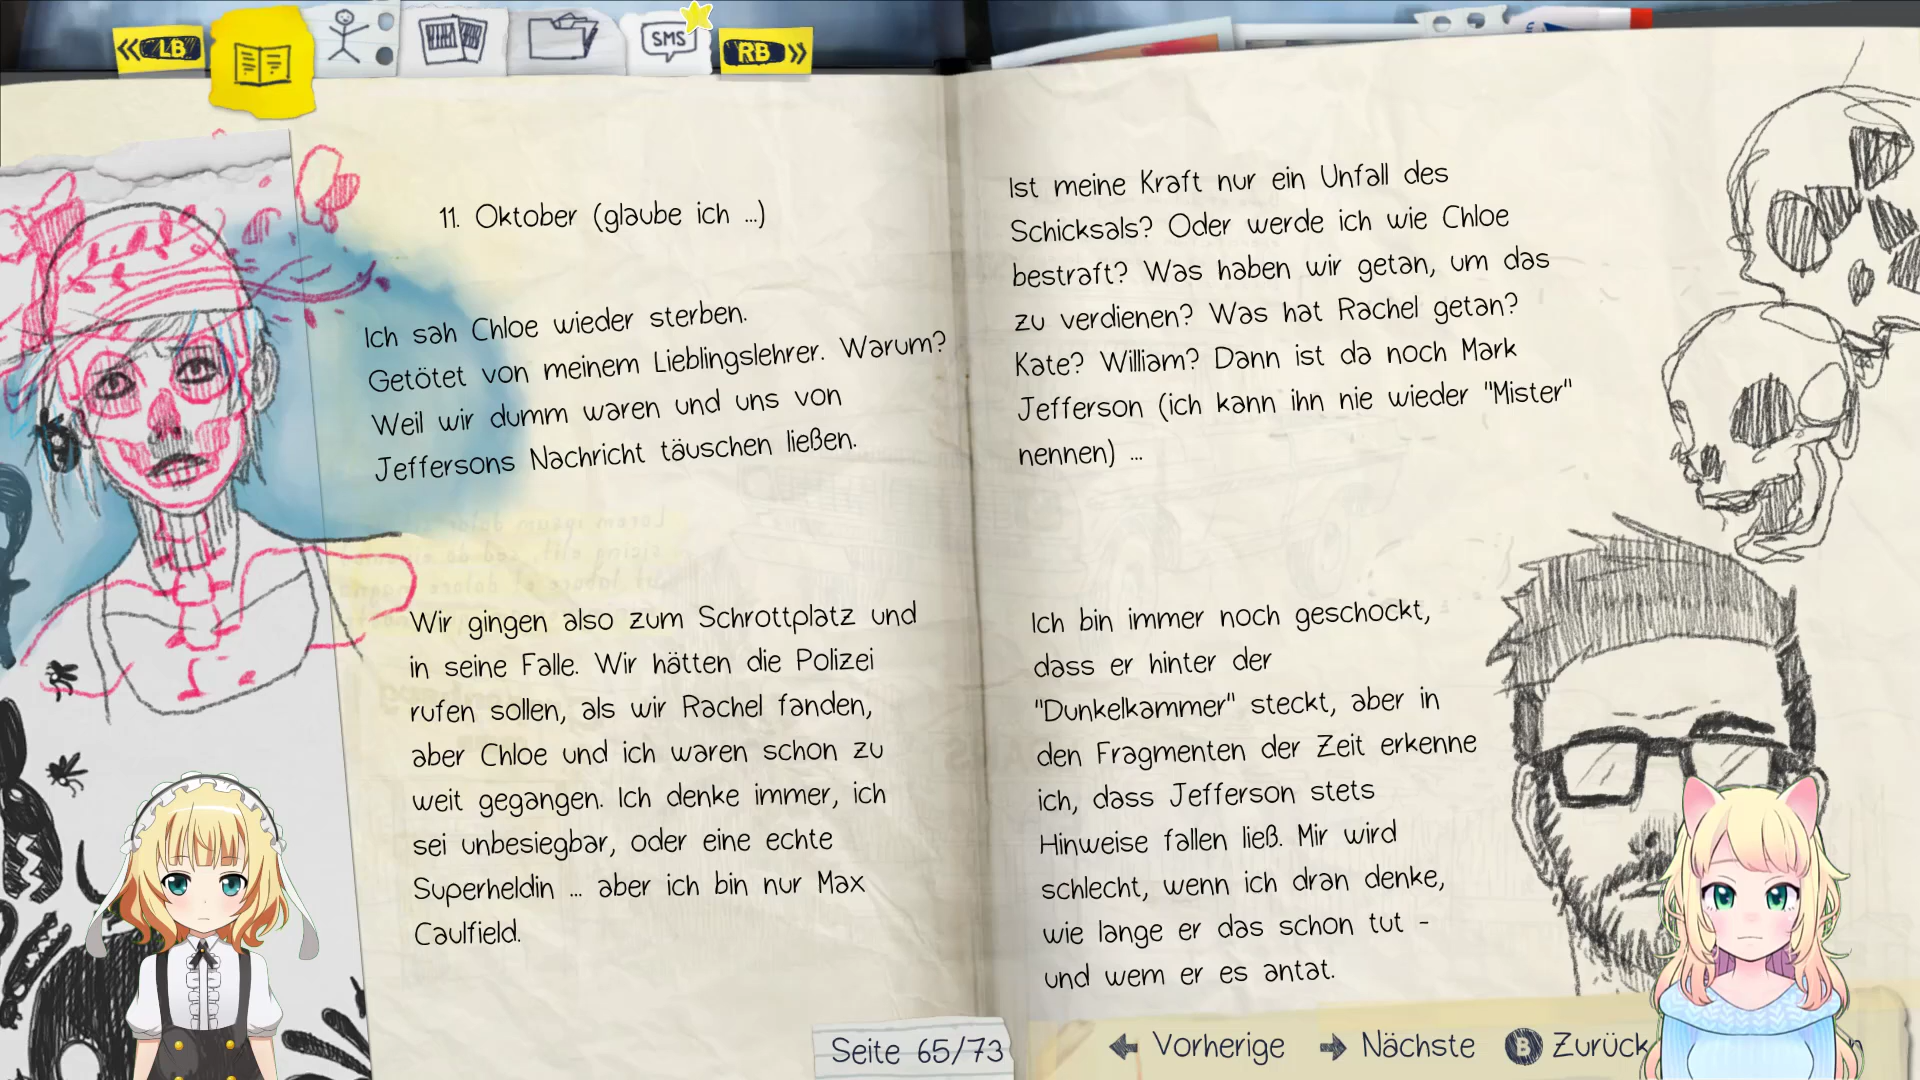 LB
SMS
RB
11. Oktober (glaube ich ...)
Ich sah Chloe wieder sterben.
Getötet von meinem Lieblingslehrer. Warum?
Weil wir dumm waren und uns von
Jeffersons Nachricht täuschen ließen.
Wir gingen also zum Schrottplatz und
in seine Falle. Wir hätten die Polizei
rufen sollen, als wir Rachel fanden,
aber Chloe und ich waren schon zu
weit gegangen. Ich denke immer, ich
sei unbesiegbar, oder eine echte
Superheldin ... aber ich bin nur Max
Caulfield.
Ist meine Kraft nur ein Unfall des
Schicksals? Oder werde ich wie Chloe
bestraft? Was haben wir getan, um das
zu verdienen? Was hat Rachel getan?
Kate? William? Dann ist da noch Mark
Jefferson (ich kann ihn nie wieder "Mister"
nennen) ...
Ich bin immer noch geschockt,
dass er hinter der
"Dunkelkammer" steckt, aber in
den Fragmenten der Zeit erkenne
ich, dass Jefferson stets
Hinweise fallen ließ. Mir wird
schlecht, wenn ich dran denke,
wie lange er das schon tut -
und wem er es antat.
Seite 65/73
Vorherige
Nächste
B Zurück